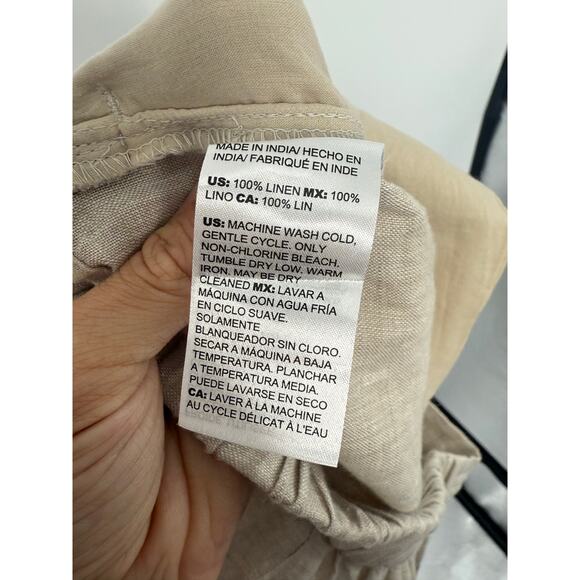 MADE IN INDIA/ HECHO EN
INDIA/ FABRIQUÉ EN INDE
US: 100% LINEN MX: 100%
LINO CA: 100% LIN
US: MACHINE WASH COLD,
GENTLE CYCLE. ONLY
NON-CHLORINE BLEACH.
TUMBLE DRY LOW. WARM
IRON. MAY BE DRY
CLEANED MX: LAVAR A
MÁQUINA CON AGUA FRÍA
EN CICLO SUAVE.
SOLAMENTE
BLANQUEADOR SIN CLORO.
SECAR A MÁQUINA A BAJA
TEMPERATURA. PLANCHAR
A TEMPERATURA MEDIA.
PUEDE LAVARSE EN SECO
CA: LAVER À LA MACHINE
AU CYCLE DÉLICAT À L'EAU